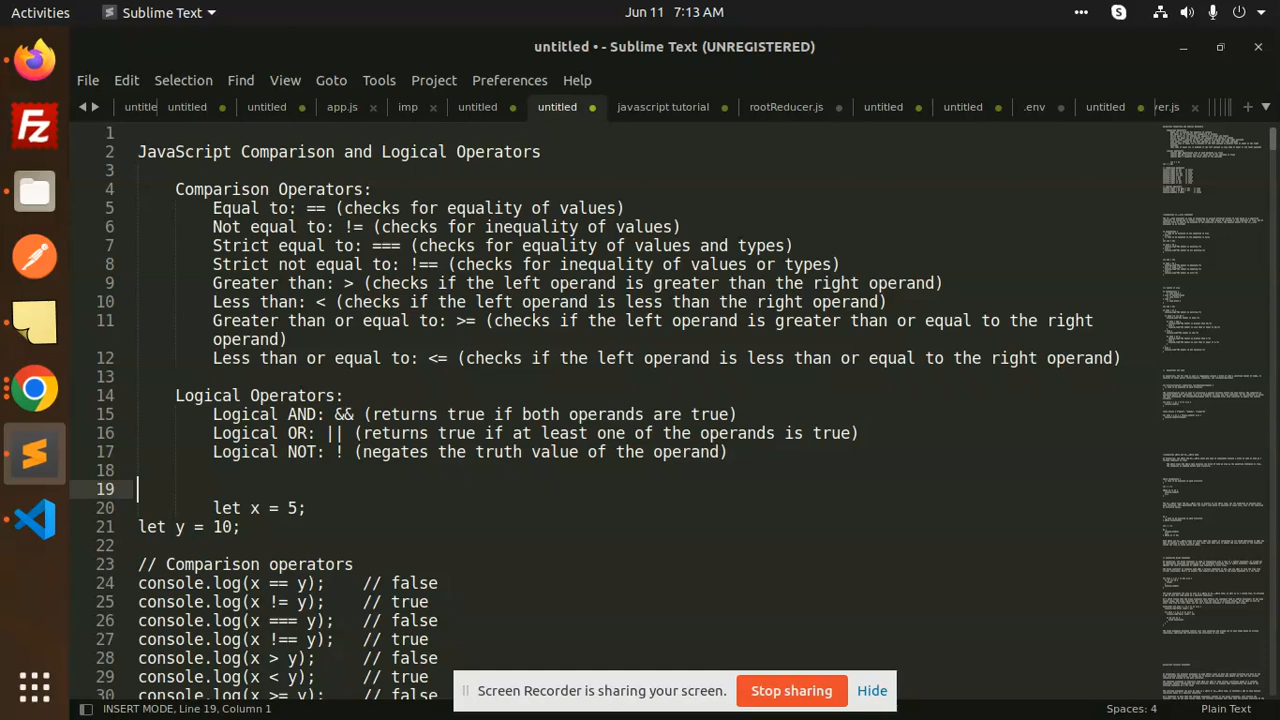 Activities Sublime Text Jun 11 7:13 AM
untitled • - Sublime Text (UNREGISTERED)
File Edit Selection Find View Goto Tools Project Preferences Help
untitle untitled untitled app.js imp untitled untitled javascript tutorial rootReducer.js untitled untitled .env untitled ver.js
1
2 JavaScript Comparison and Logical Operators
3
4 Comparison Operators:
5 Equal to: == (checks for equality of values)
6 Not equal to: != (checks for inequality of values)
7 Strict equal to: === (checks for equality of values and types)
8 Strict not equal to: !== (checks for inequality of values or types)
9 Greater than: > (checks if the left operand is greater than the right operand)
10 Less than: < (checks if the left operand is less than the right operand)
11 Greater than or equal to: >= (checks if the left operand is greater than or equal to the right
operand)
12 Less than or equal to: <= (checks if the left operand is less than or equal to the right operand)
13
14 Logical Operators:
15 Logical AND: && (returns true if both operands are true)
16 Logical OR: || (returns true if at least one of the operands is true)
17 Logical NOT: ! (negates the truth value of the operand)
18
19
20 let x = 5;
21 let y = 10;
22
23 // Comparison operators
24 console.log(x == y); // false
25 console.log(x != y); // true
26 console.log(x === y); // false
27 console.log(x !== y); // true
28 console.log(x > y); // false
29 console.log(x < y); // true
30 console.log(x >= y); // false
Screen Recorder is sharing your screen. Stop sharing Hide
INSERT MODE, Line 19, Column 1 Spaces: 4 Plain Text